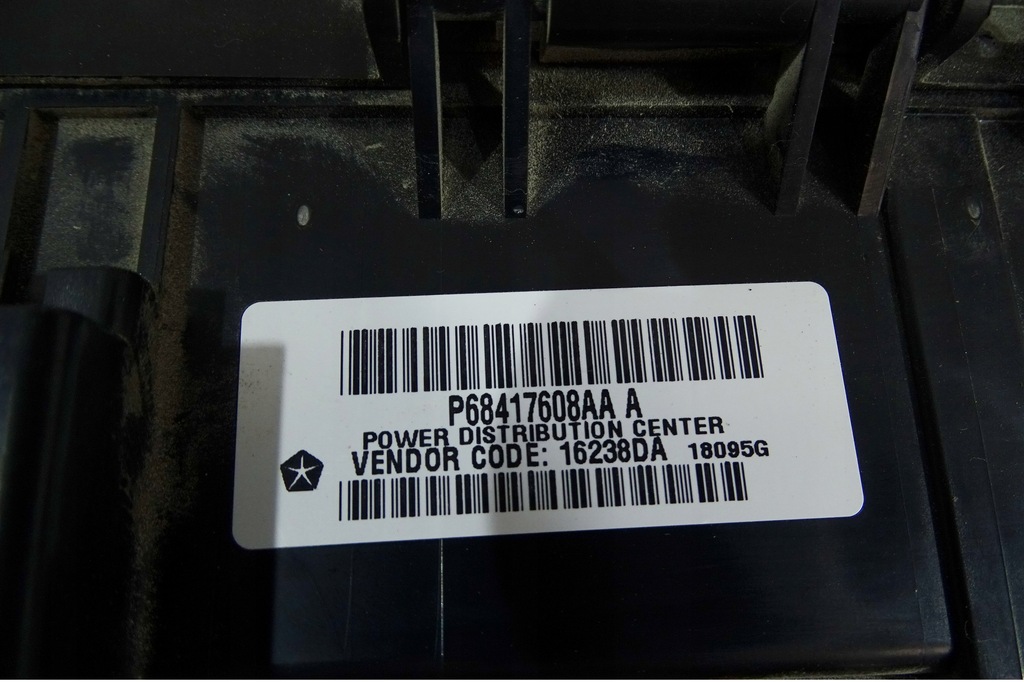 P68417608AA A
POWER DISTRIBUTION CENTER
VENDOR CODE: 16238DA 18095G